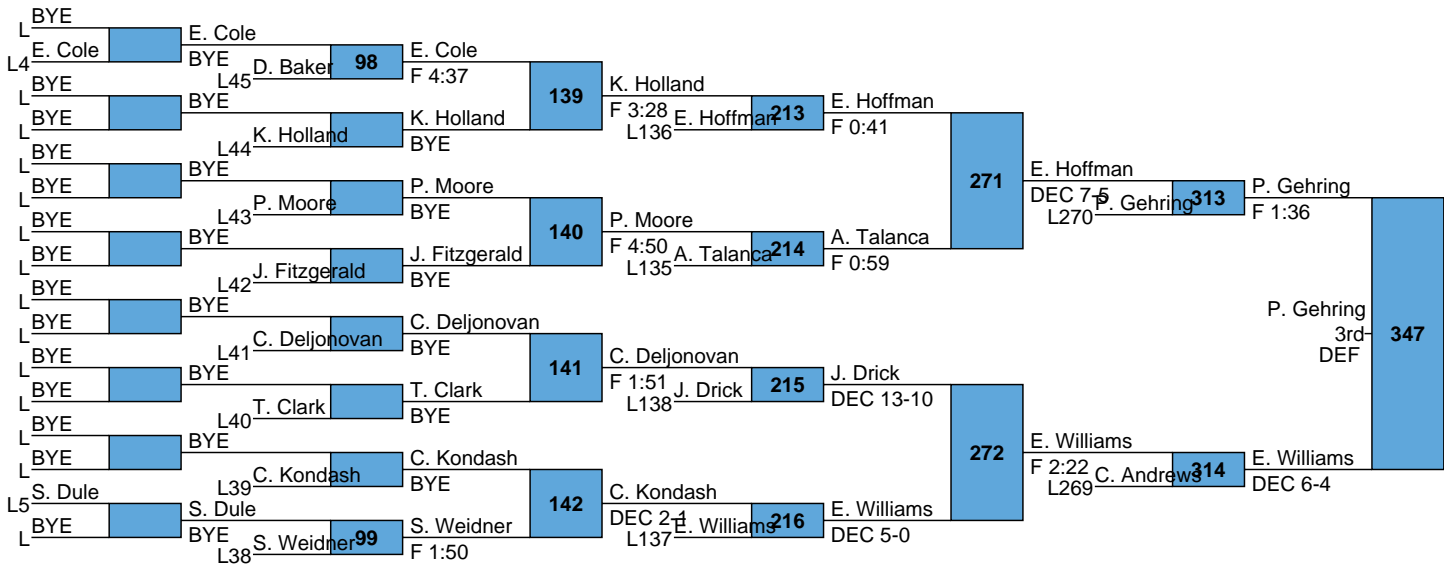 BYE
L
E. Cole
L4
BYE
L
BYE
L
BYE
L
BYE
L
BYE
L
BYE
L
BYE
L
BYE
L
BYE
L
BYE
L
BYE
L
BYE
L
S. Dule
L5
BYE
L
E. Cole
BYE
D. Baker
L45
BYE
K. Holland
L44
BYE
P. Moore
L43
BYE
J. Fitzgerald
L42
BYE
C. Deljonovan
L41
BYE
T. Clark
L40
BYE
C. Kondash
L39
S. Dule
BYE
S. Weidner
L38
98
99
E. Cole
F 4:37
K. Holland
BYE
P. Moore
BYE
J. Fitzgerald
BYE
C. Deljonovan
BYE
T. Clark
BYE
C. Kondash
BYE
S. Weidner
F 1:50
139
140
141
142
K. Holland
F 3:28
E. Hoffman
L136
P. Moore
F 4:50
A. Talanca
L135
C. Deljonovan
F 1:51
J. Drick
L138
C. Kondash
DEC 2-1
E. Williams
L137
213
214
215
216
E. Hoffman
F 0:41
A. Talanca
F 0:59
J. Drick
DEC 13-10
E. Williams
DEC 5-0
271
272
E. Hoffman
DEC 7-5
P. Gehring
L270
E. Williams
F 2:22
C. Andrews
L269
313
314
P. Gehring
F 1:36
E. Williams
DEC 6-4
P. Gehring
3rd
DEF
347